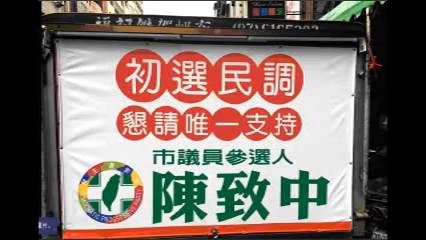 初選民調
懇請唯一支持
市議員參選人
陳致中